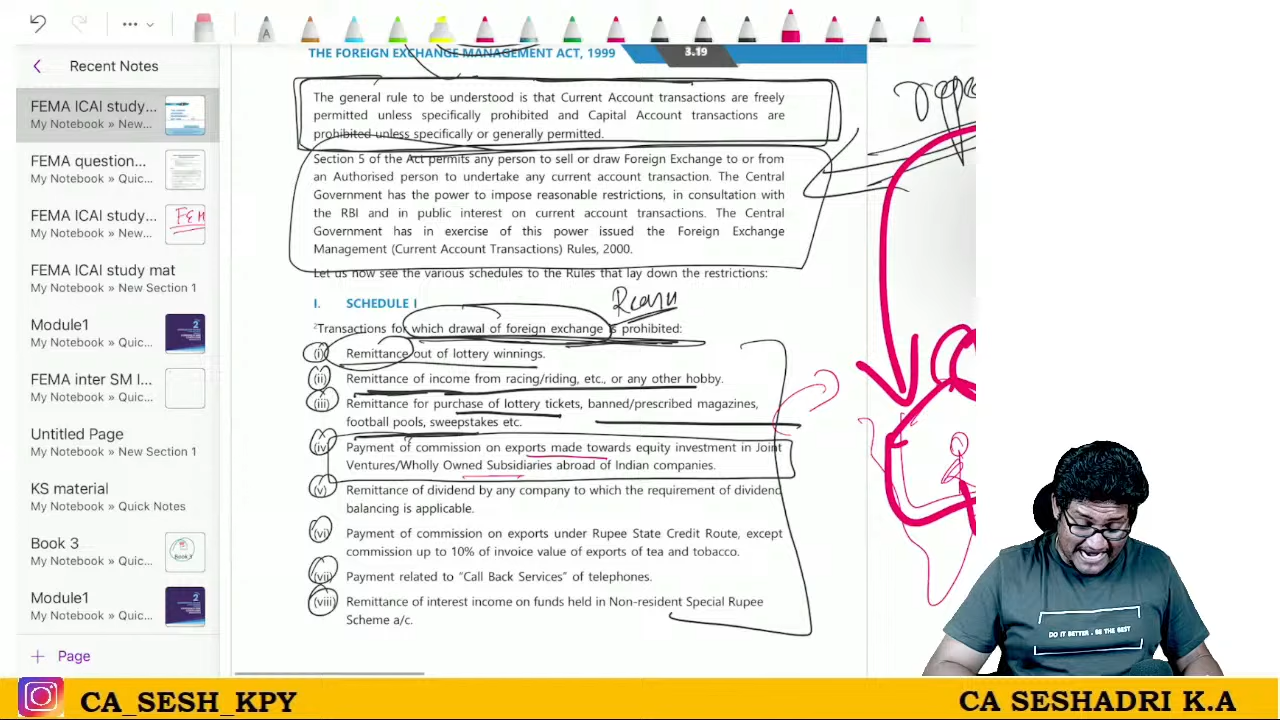 A
Recent Notes
FEMA ICAI study...
My Notebook » New...
FEMA question...
My Notebook » Quic...
FEMA ICAI study...
My Notebook » New...
FEM
FEMA ICAI study mat
My Notebook » New Section 1
Module1
My Notebook » Quic...
2
FEMA inter SM I...
My Notebook » Quic...
Untitled Page
My Notebook » New Section 1
KS material
My Notebook » Quick Notes
Book 3
My Notebook » Quic...
Book 3
Module1
My Notebook » Quic...
2
Page
THE FOREIGN EXCHANGE MANAGEMENT ACT, 1999
3.19
The general rule to be understood is that Current Account transactions are freely
permitted unless specifically prohibited and Capital Account transactions are
prohibited unless specifically or generally permitted.
Section 5 of the Act permits any person to sell or draw Foreign Exchange to or from
an Authorised person to undertake any current account transaction. The Central
Government has the power to impose reasonable restrictions, in consultation with
the RBI and in public interest on current account transactions. The Central
Government has in exercise of this power issued the Foreign Exchange
Management (Current Account Transactions) Rules, 2000.
Let us now see the various schedules to the Rules that lay down the restrictions:
I. SCHEDULE I
2Transactions for which drawal of foreign exchange is prohibited:
(i) Remittance out of lottery winnings.
(ii) Remittance of income from racing/riding, etc., or any other hobby.
(iii) Remittance for purchase of lottery tickets, banned/prescribed magazines,
football pools, sweepstakes etc.
(iv) Payment of commission on exports made towards equity investment in Joint
Ventures/Wholly Owned Subsidiaries abroad of Indian companies.
(v) Remittance of dividend by any company to which the requirement of dividend
balancing is applicable.
(vi) Payment of commission on exports under Rupee State Credit Route, except
commission up to 10% of invoice value of exports of tea and tobacco.
(vii) Payment related to "Call Back Services" of telephones.
(viii) Remittance of interest income on funds held in Non-resident Special Rupee
Scheme a/c.
DO IT BETTER . BE THE BEST
CA_SESH_KPY
CA SESHADRI K.A